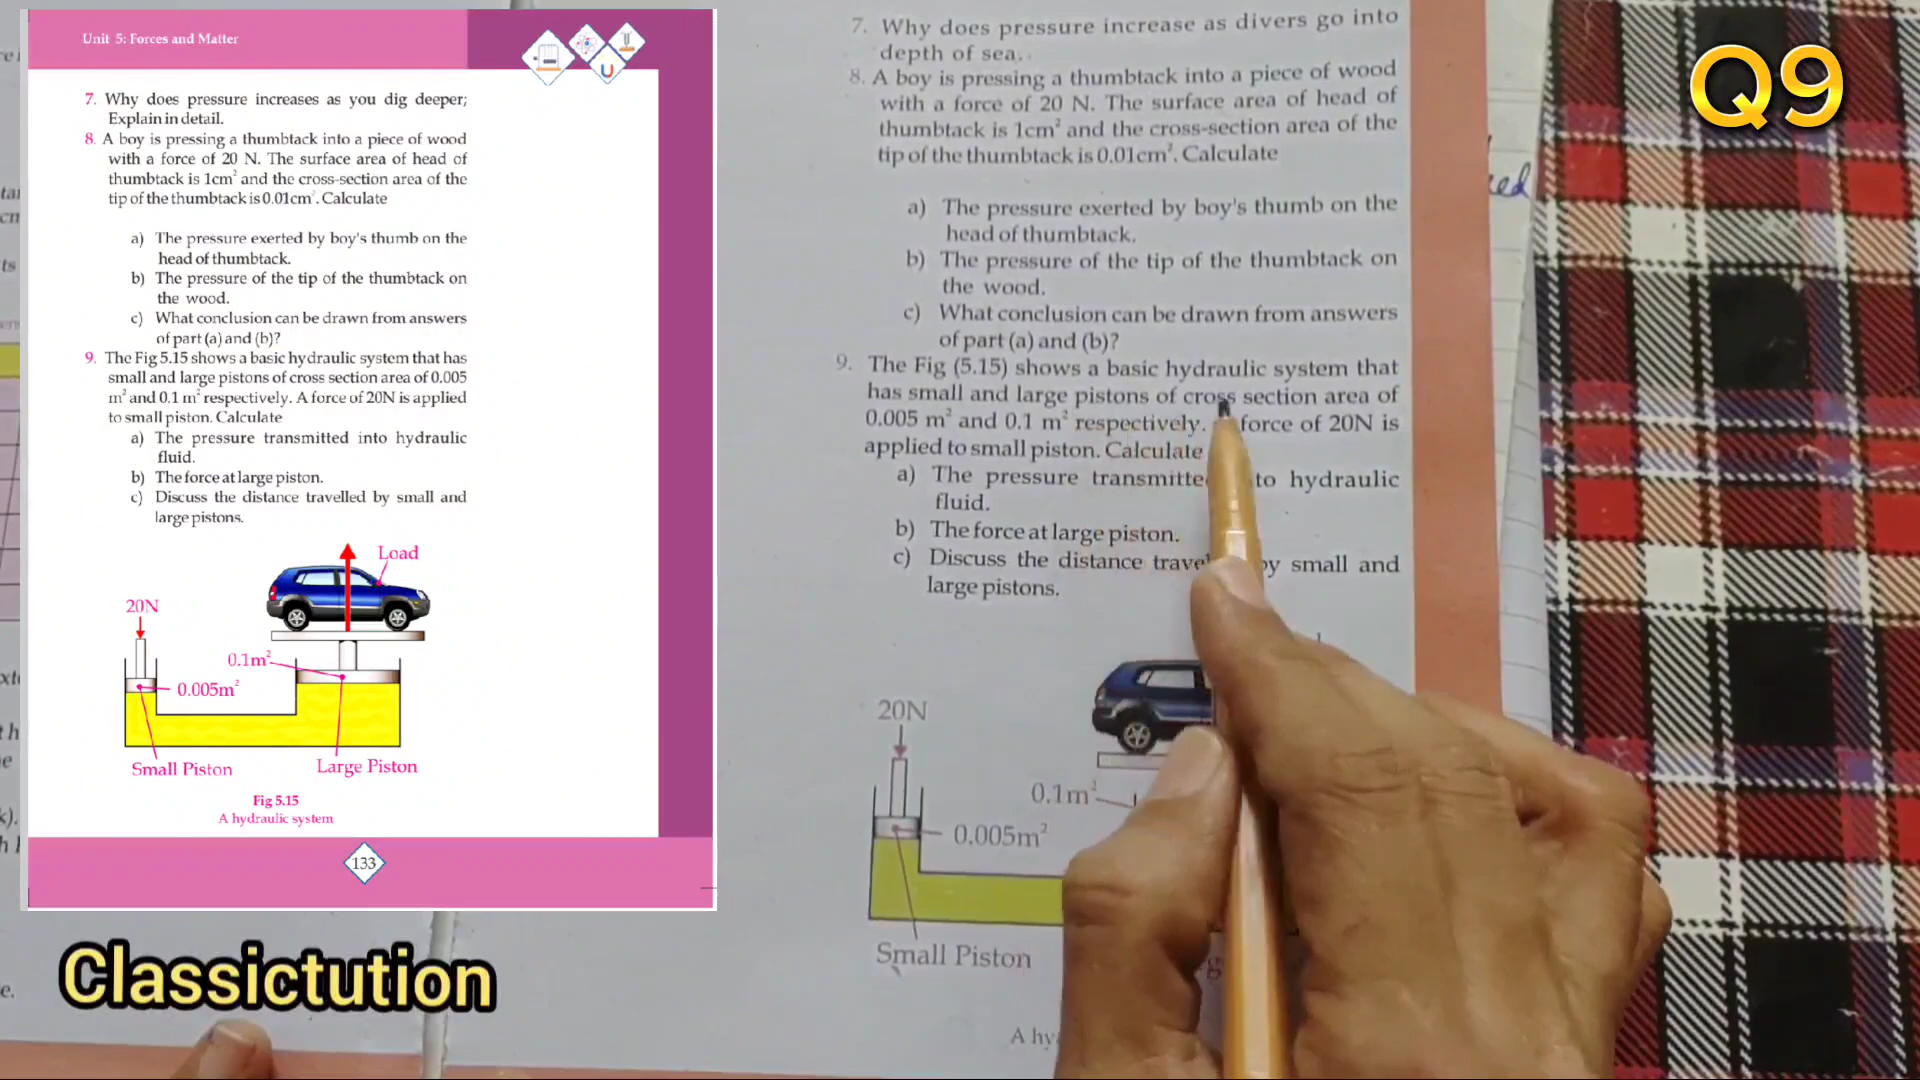 Unit 5: Forces and Matter
7. Why does pressure increases as you dig deeper;
Explain in detail.
8. A boy is pressing a thumbtack into a piece of wood
with a force of 20 N. The surface area of head of
thumbtack is 1cm² and the cross-section area of the
tip of the thumbtack is 0.01cm². Calculate
a) The pressure exerted by boy's thumb on the
head of thumbtack.
b) The pressure of the tip of the thumbtack on
the wood.
c) What conclusion can be drawn from answers
of part (a) and (b)?
9. The Fig 5.15 shows a basic hydraulic system that has
small and large pistons of cross section area of 0.005
m² and 0.1 m² respectively. A force of 20N is applied
to small piston. Calculate
a) The pressure transmitted into hydraulic
fluid.
b) The force at large piston.
c) Discuss the distance travelled by small and
large pistons.
Load
20N
0.1m²
0.005m²
Small Piston
Large Piston
Fig 5.15
A hydraulic system
133
Classictution
7. Why does pressure increase as divers go into
depth of sea.
8. A boy is pressing a thumbtack into a piece of wood
with a force of 20 N. The surface area of head of
thumbtack is 1cm² and the cross-section area of the
tip of the thumbtack is 0.01cm². Calculate
a) The pressure exerted by boy's thumb on the
head of thumbtack.
b) The pressure of the tip of the thumbtack on
the wood.
c) What conclusion can be drawn from answers
of part (a) and (b)?
9. The Fig (5.15) shows a basic hydraulic system that
has small and large pistons of cross section area of
0.005 m² and 0.1 m² respectively. force of 20N is
applied to small piston. Calculate
a) The pressure transmitte to hydraulic
fluid.
b) The force at large piston.
c) Discuss the distance trave by small and
large pistons.
20N
0.1m²
0.005m²
Small Piston
A hy
Q9